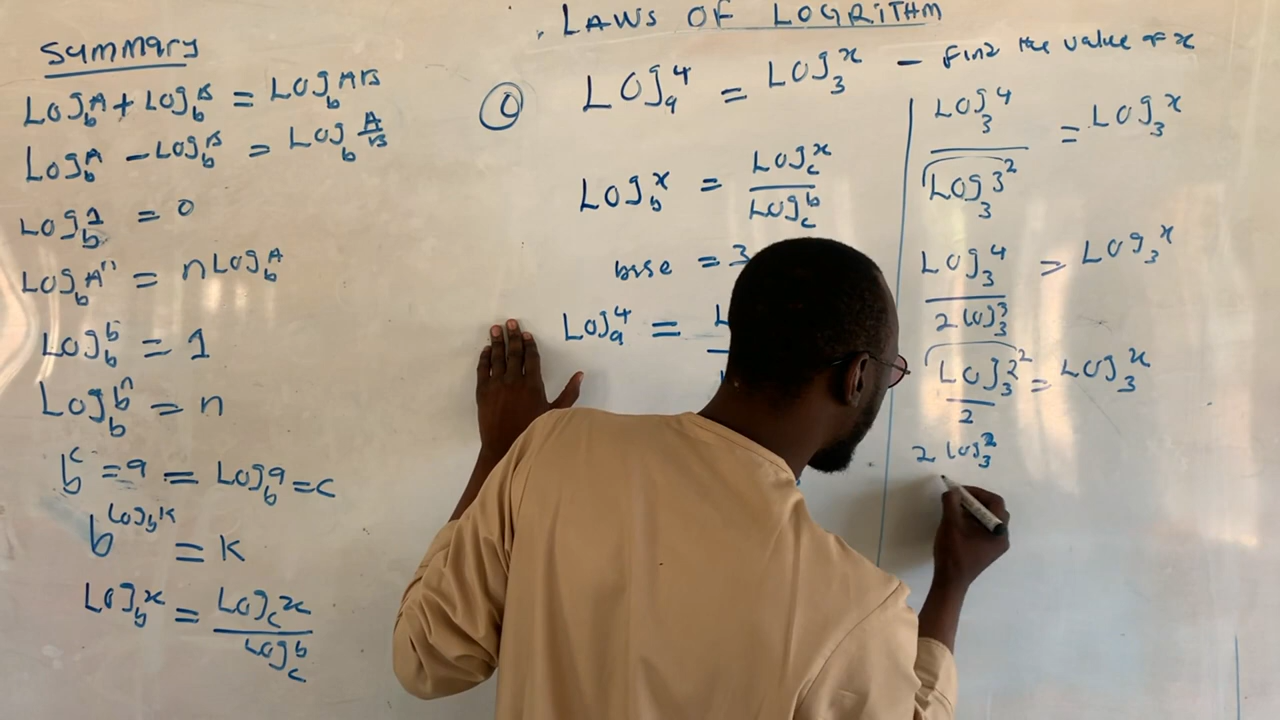 LAWS OF LOGRITHM
Summary
Log_b^A + Log_b^B = Log_b^AB
Log_b^A - Log_b^B = Log_b^A/B
Log_b^1 = 0
Log_b^A^n = n Log_b^A
Log_b^b = 1
Log_b^b^n = n
b^c = a = Log_b^a = c
b^Log_b^k = k
Log_b^x = Log_c^x / Log_c^b
Log_9^4 = Log_3^x - Find the value of x
Log_b^x = Log_c^x / Log_c^b
base = 3
Log_9^4 = L
Log_3^4 / Log_3^3^2 = Log_3^x
Log_3^4 / 2 Log_3^3 = Log_3^x
Log_3^2^2 / 2 = Log_3^x
2 Log_3^2